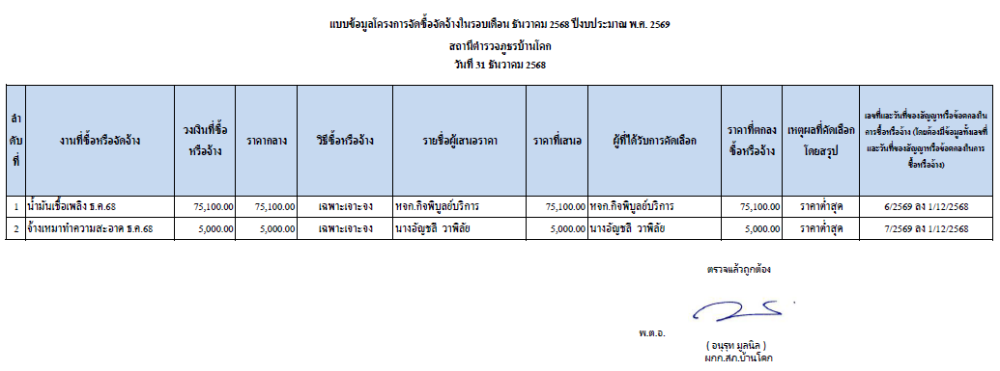 แบบข้อมูลโครงการจัดซื้อจัดจ้างในรอบเดือน ธันวาคม 2568 ปีงบประมาณ พ.ศ. 2569
สถานีตำรวจภูธรบ้านโคก
วันที่ 31 ธันวาคม 2568
ลำดับที่ งานที่ซื้อหรือจัดจ้าง วงเงินที่ซื้อหรือจ้าง ราคากลาง วิธีซื้อหรือจ้าง รายชื่อผู้เสนอราคา ราคาที่เสนอ ผู้ที่ได้รับการคัดเลือก ราคาที่ตกลงซื้อหรือจ้าง เหตุผลที่คัดเลือกโดยสรุป เลขที่และวันที่ของสัญญาหรือข้อตกลงในการซื้อหรือจ้าง (โดยต้องมีข้อมูลทั้งเลขที่และวันที่ของสัญญาหรือข้อตกลงในการซื้อหรือจ้าง)
1 น้ำมันเชื้อเพลิง ธ.ค.68 75,100.00 75,100.00 เฉพาะเจาะจง หจก.กิจพิบูลย์บริการ 75,100.00 หจก.กิจพิบูลย์บริการ 75,100.00 ราคาต่ำสุด 6/2569 ลง 1/12/2568
2 จ้างเหมาทำความสะอาด ธ.ค.68 5,000.00 5,000.00 เฉพาะเจาะจง นางอัญชลี วาพิลัย 5,000.00 นางอัญชลี วาพิลัย 5,000.00 ราคาต่ำสุด 7/2569 ลง 1/12/2568
ตรวจแล้วถูกต้อง
พ.ต.อ.
( อนุรุท มูลนิล )
ผกก.สภ.บ้านโคก